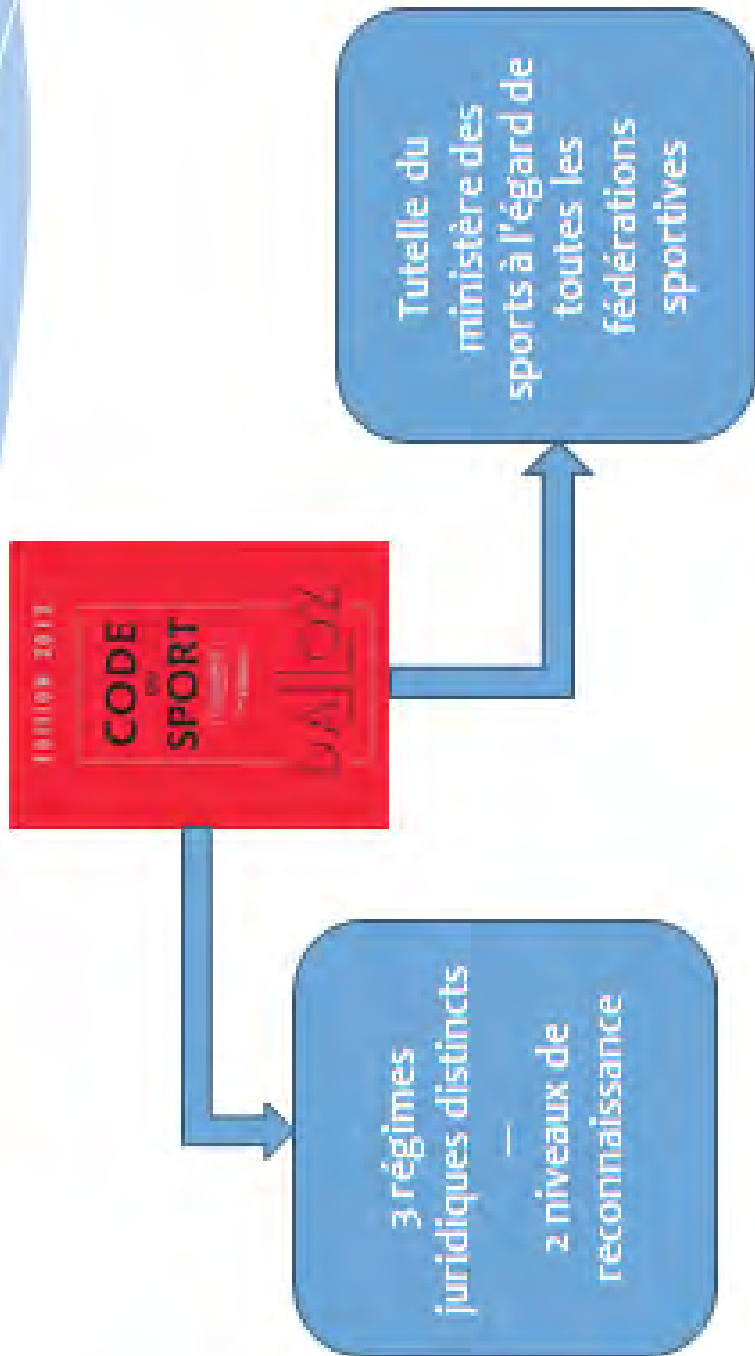 EDITION 2013
CODE
DU
SPORT
DALLOZ
3 régimes
juridiques distincts
–
2 niveaux de
reconnaissance
Tutelle du
ministère des
sports à l'égard de
toutes les
fédérations
sportives